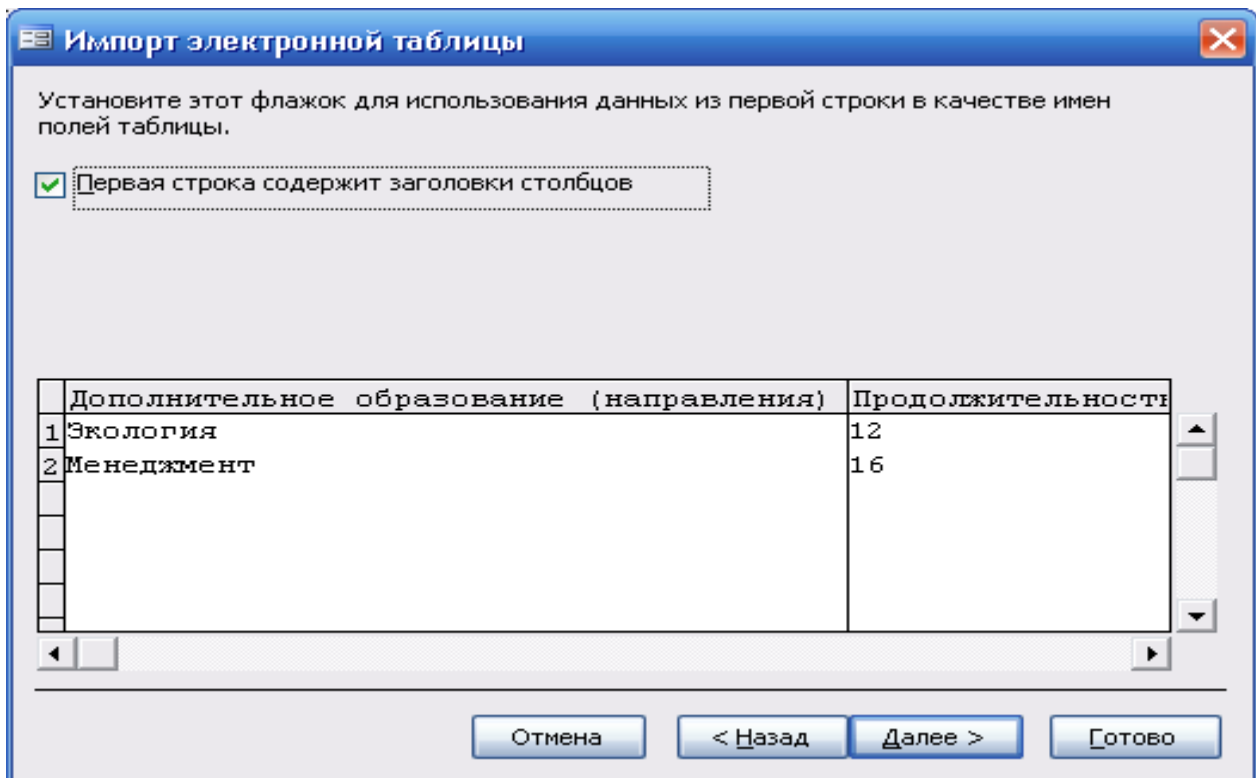 Импорт электронной таблицы
Установите этот флажок для использования данных из первой строки в качестве имен
полей таблицы.
Первая строка содержит заголовки столбцов
Дополнительное образование (направления) Продолжительность
1 Экология 12
2 Менеджмент 16
Отмена < Назад Далее > Готово